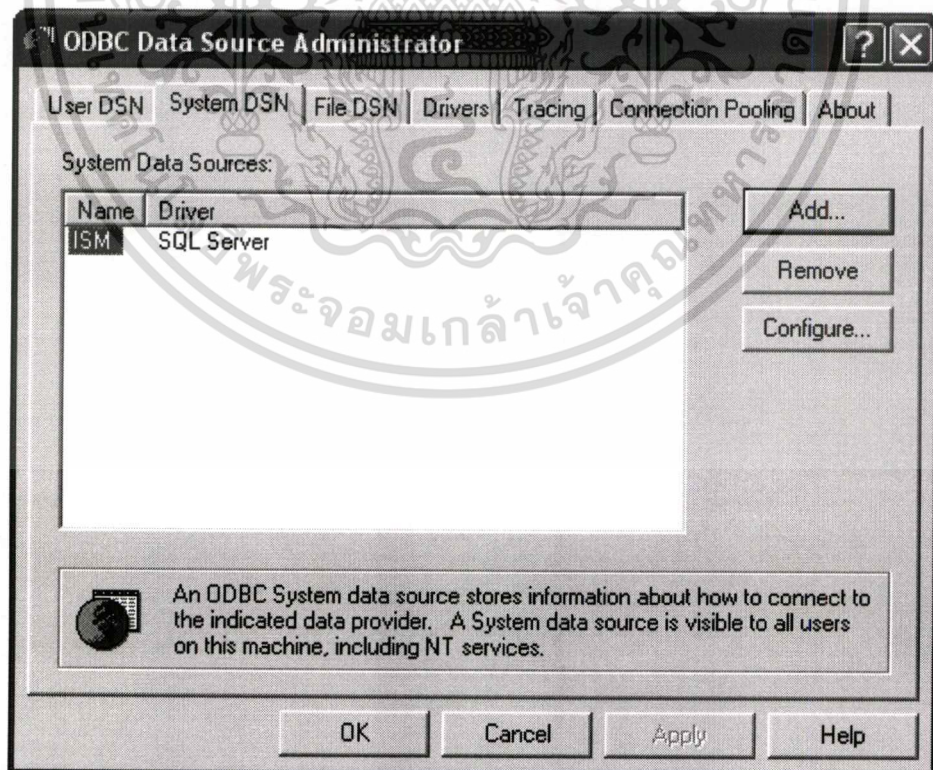 ODBC Data Source Administrator
User DSN System DSN File DSN Drivers Tracing Connection Pooling About
System Data Sources:
Name Driver
ISM SQL Server
Add...
Remove
Configure...
An ODBC System data source stores information about how to connect to
the indicated data provider. A System data source is visible to all users
on this machine, including NT services.
OK Cancel Apply Help
พระจอมเกล้าเจ้าคุณทหาร